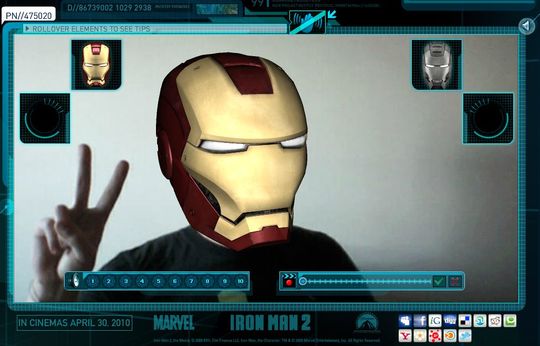 D//86739002 1029 2938
PN//475020
ROLLOVER ELEMENTS TO SEE TIPS
1 2 3 4 5 6 7 8 9 10
IN CINEMAS APRIL 30, 2010
MARVEL
IRON MAN 2